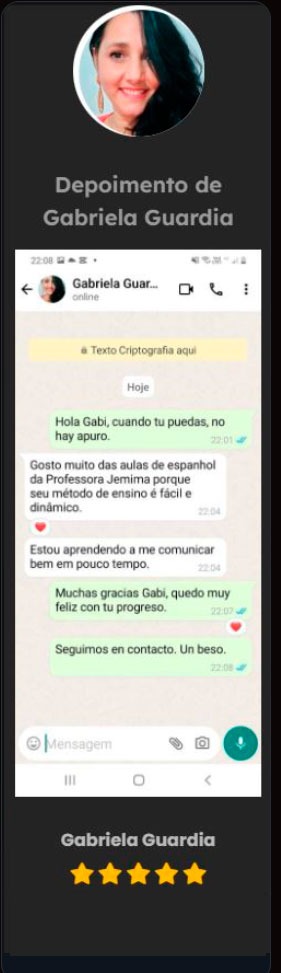 Depoimento de
Gabriela Guardia
22:08
Gabriela Guar...
online
Texto Criptografia aqui
Hoje
Hola Gabi, cuando tu puedas, no
hay apuro.
22:01
Gosto muito das aulas de espanhol
da Professora Jemima porque
seu método de ensino é fácil e
dinâmico.
22:04
Estou aprendendo a me comunicar
bem em pouco tempo.
22:04
Muchas gracias Gabi, quedo muy
feliz con tu progreso.
22:07
Seguimos en contacto. Un beso.
22:08
Mensagem
Gabriela Guardia